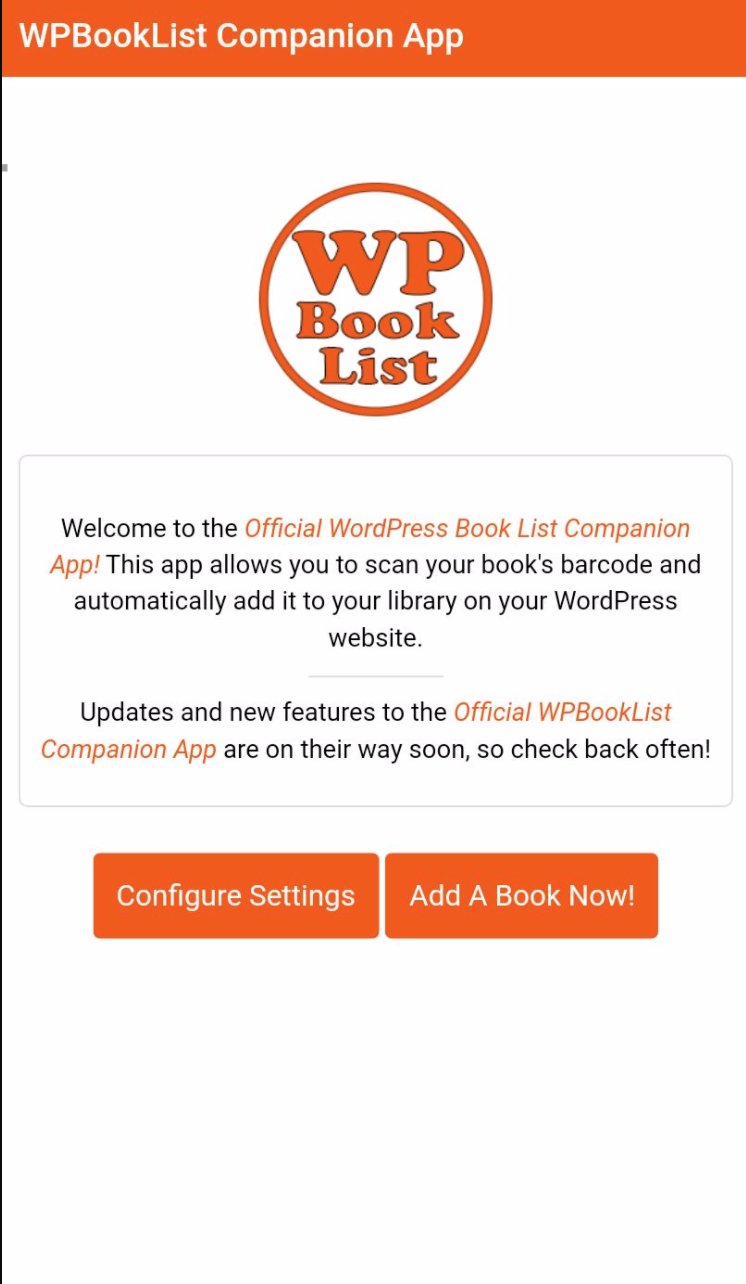 WPBookList Companion App
WP
Book
List
Welcome to the Official WordPress Book List Companion
App! This app allows you to scan your book's barcode and
automatically add it to your library on your WordPress
website.
Updates and new features to the Official WPBookList
Companion App are on their way soon, so check back often!
Configure Settings
Add A Book Now!